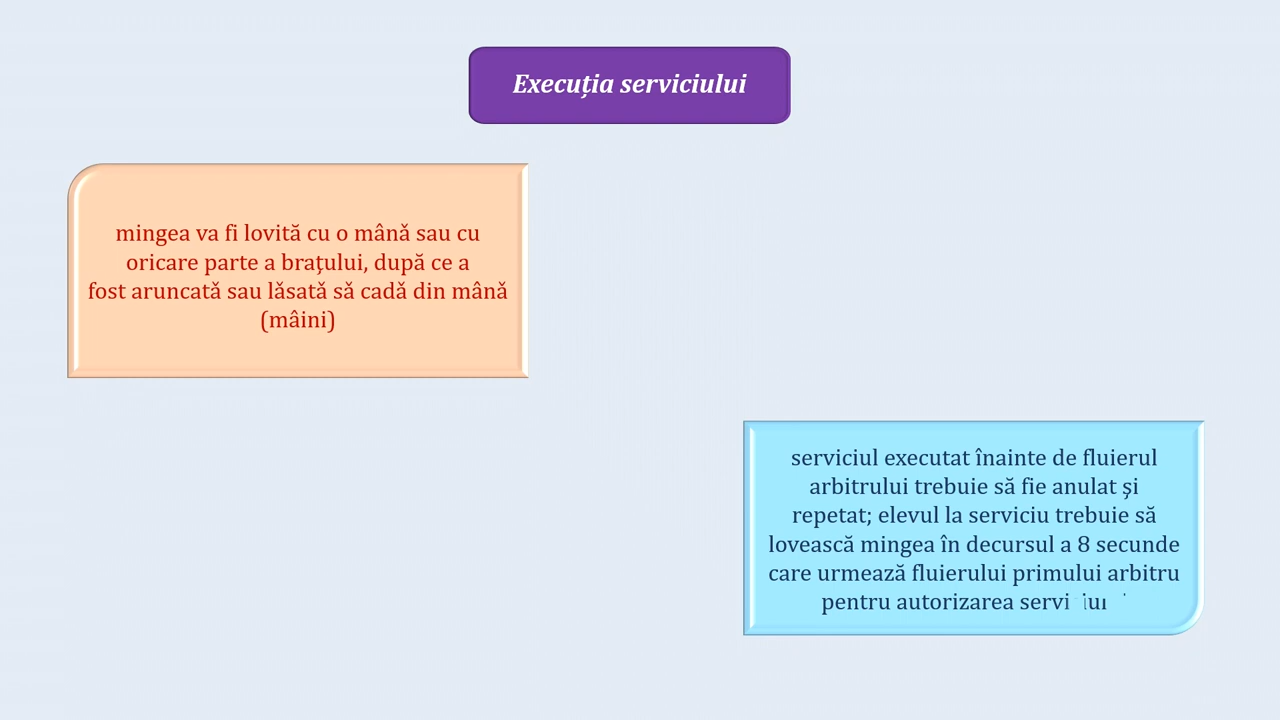 Execuția serviciului
mingea va fi lovită cu o mână sau cu
oricare parte a brațului, după ce a
fost aruncată sau lăsată să cadă din mână
(mâini)
serviciul executat înainte de fluierul
arbitrului trebuie să fie anulat și
repetat; elevul la serviciu trebuie să
lovească mingea în decursul a 8 secunde
care urmează fluierului primului arbitru
pentru autorizarea